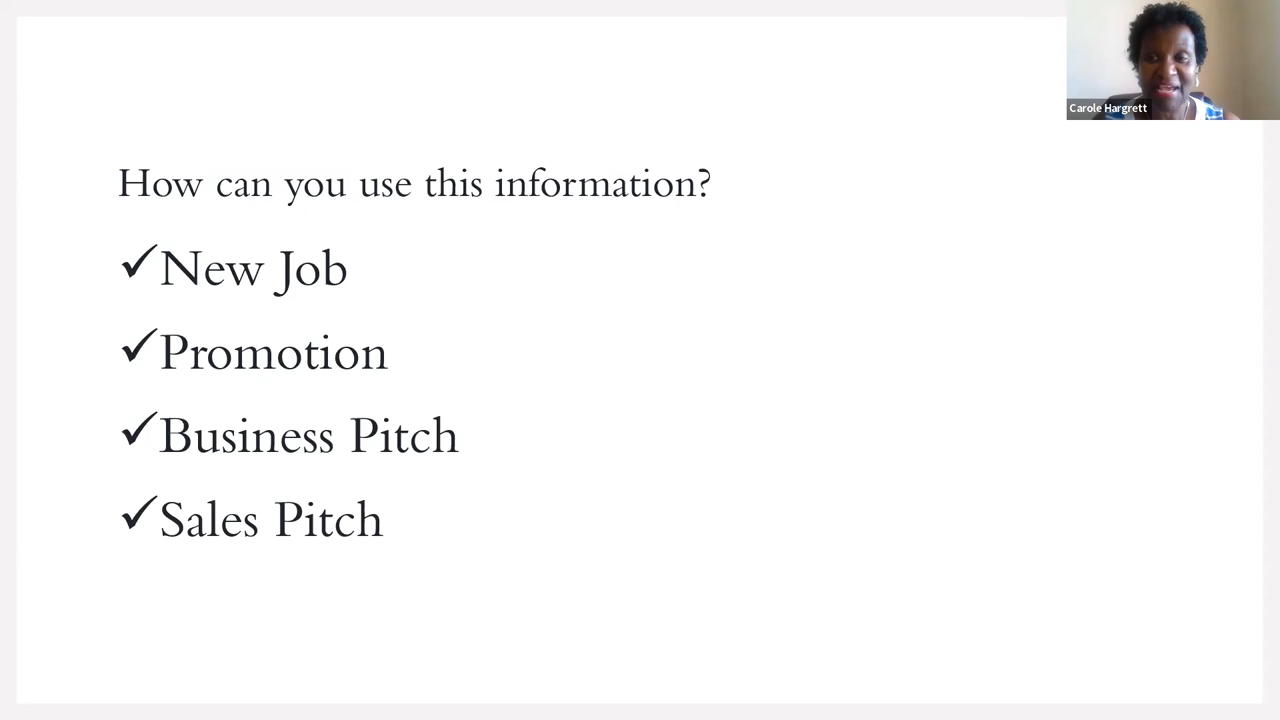 Carole Hargrett
How can you use this information?
✓New Job
✓Promotion
✓Business Pitch
✓Sales Pitch